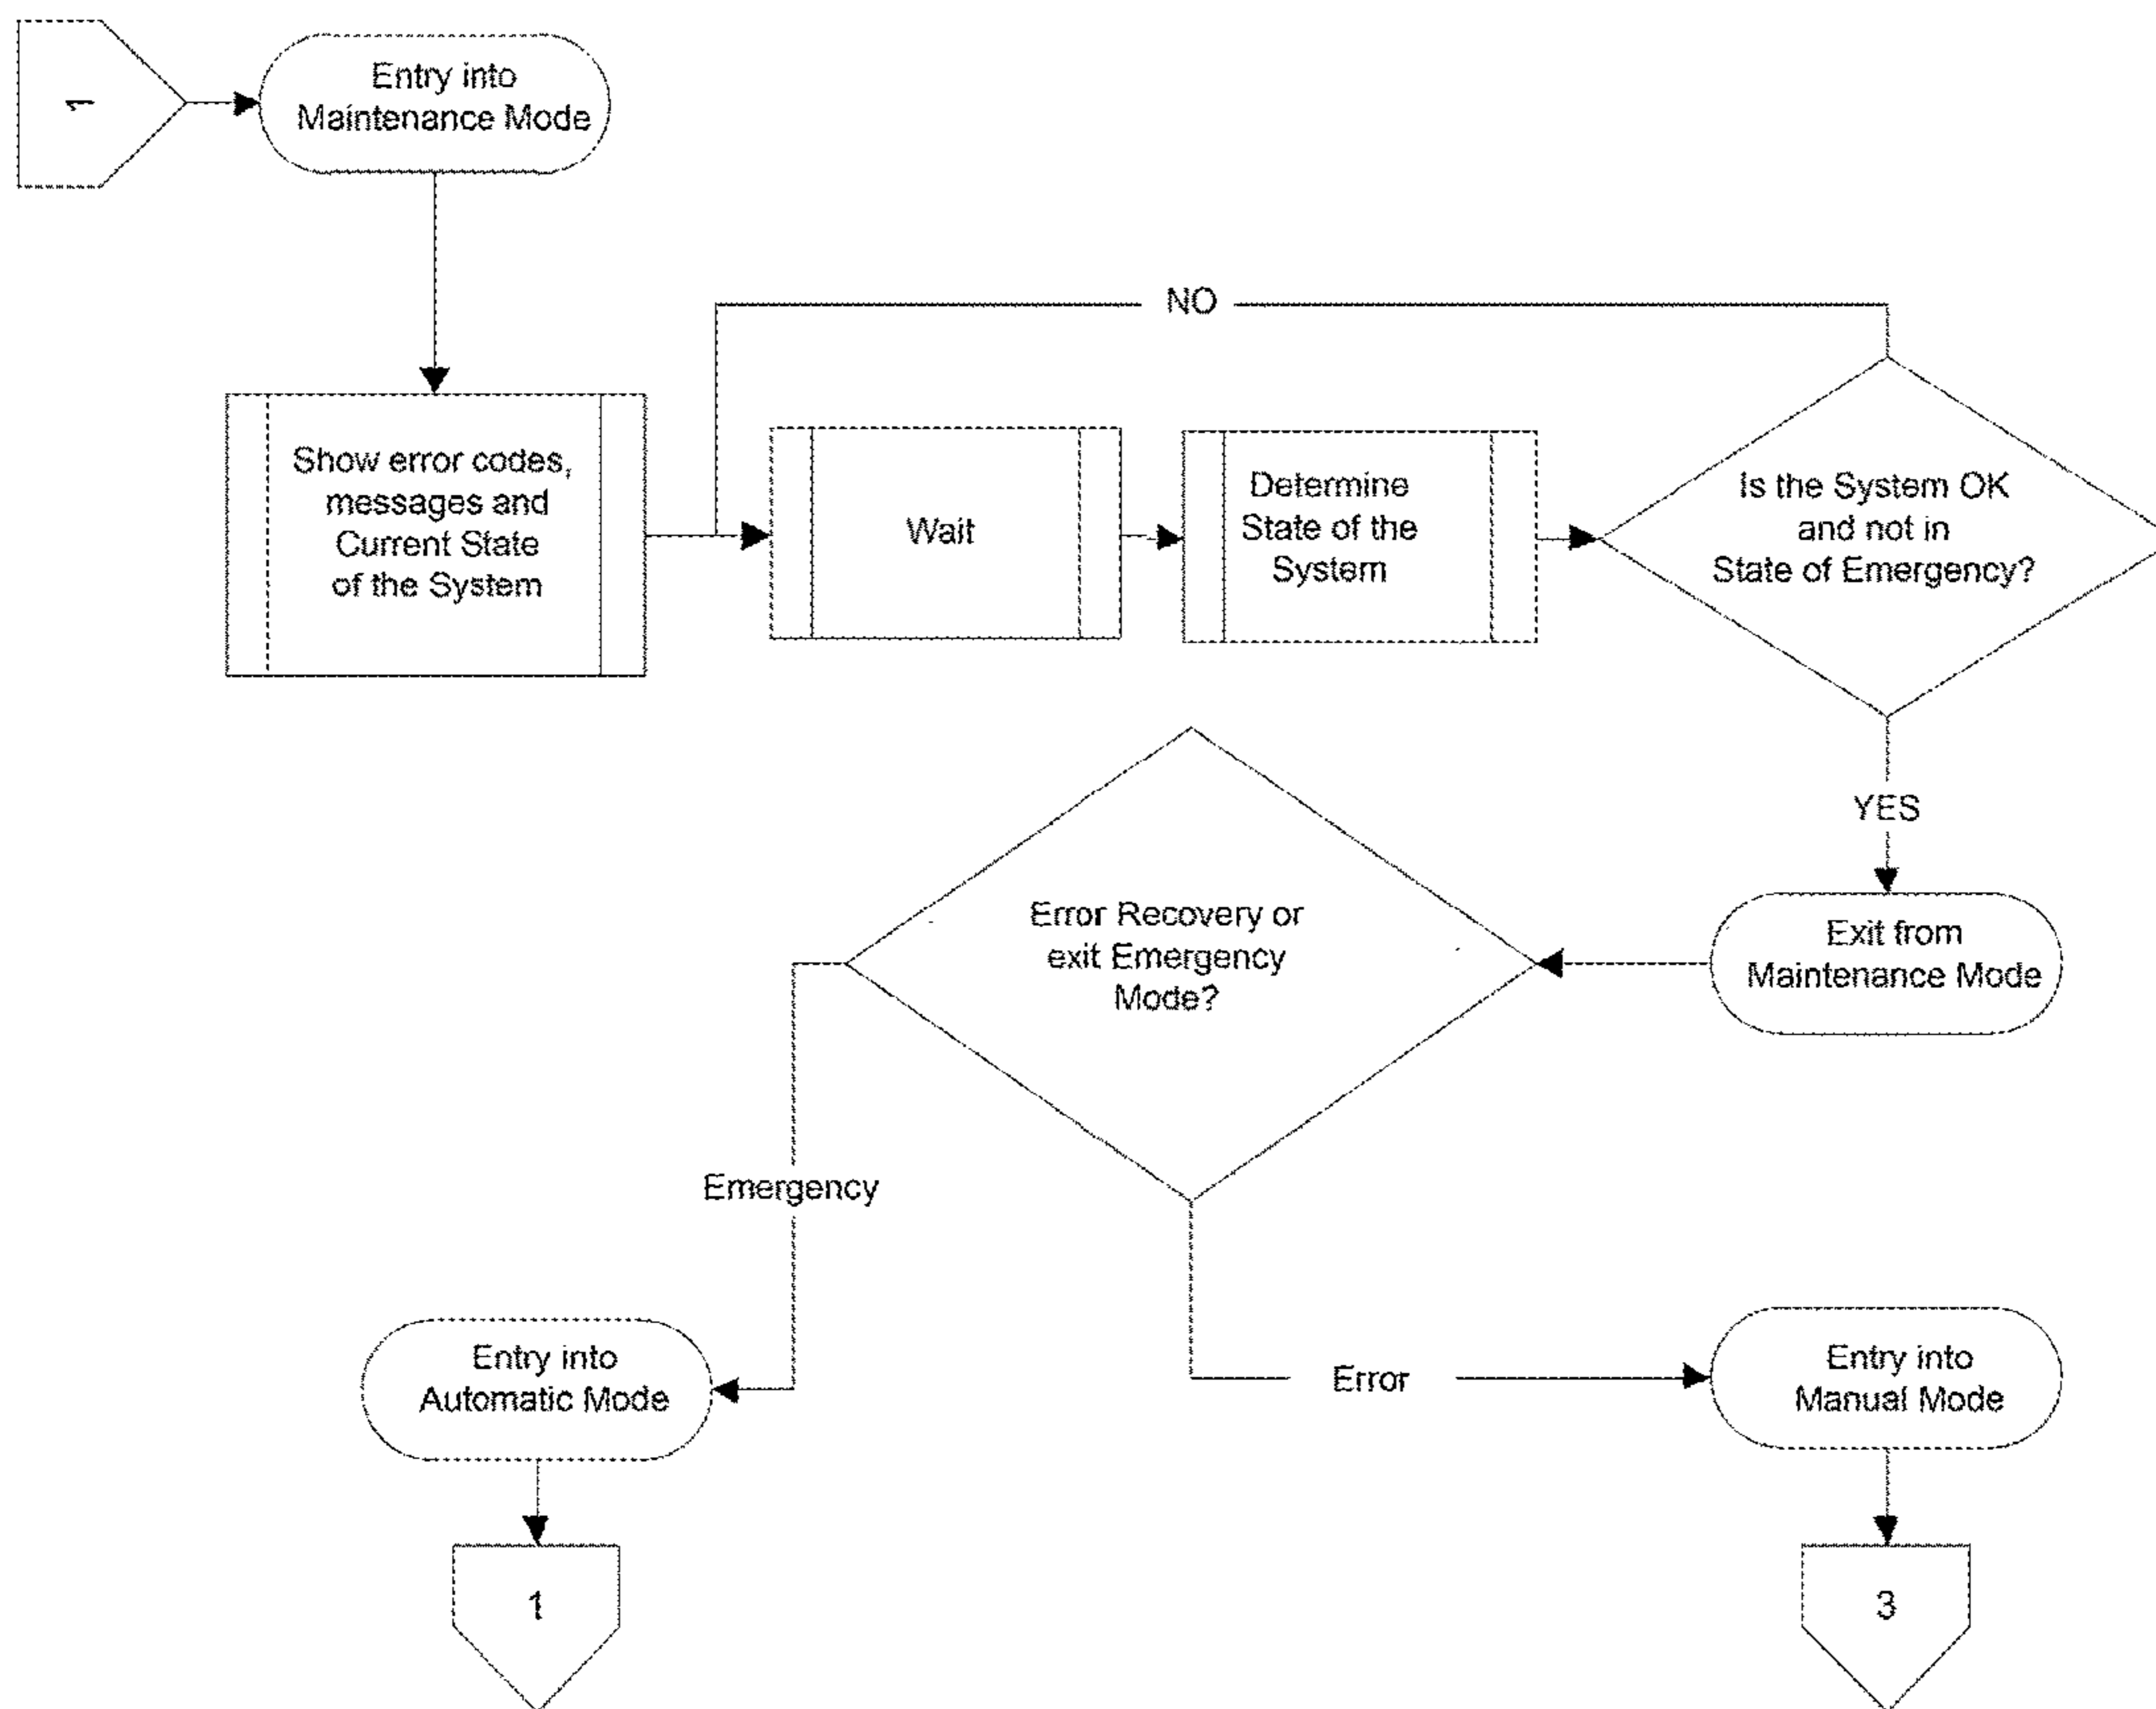 1
Entry into
Maintenance Mode
NO
Show error codes,
messages and
Current State
of the System
Wait
Determine
State of the
System
Is the System OK
and not in
State of Emergency?
YES
Exit from
Maintenance Mode
Error Recovery or
exit Emergency
Mode?
Emergency
Error
Entry into
Automatic Mode
Entry into
Manual Mode
1
3